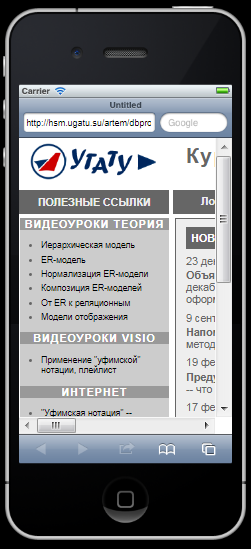 Carrier
Untitled
http://hsm.ugatu.su/artem/dbprc
Google
УГАТУ
Ку
ПОЛЕЗНЫЕ ССЫЛКИ
Ло
ВИДЕОУРОКИ ТЕОРИЯ
Иерархическая модель
ER-модель
Нормализация ER-модели
Композиция ER-моделей
От ER к реляционным
Модели отображения
ВИДЕОУРОКИ VISIO
Применение "уфимской"
нотации, плейлист
ИНТЕРНЕТ
"Уфимская нотация" --
НОВ
23 дек
Объя
декаб
оформ
9 сент
Напом
метод
19 фе
Преду
-- что
17 фе